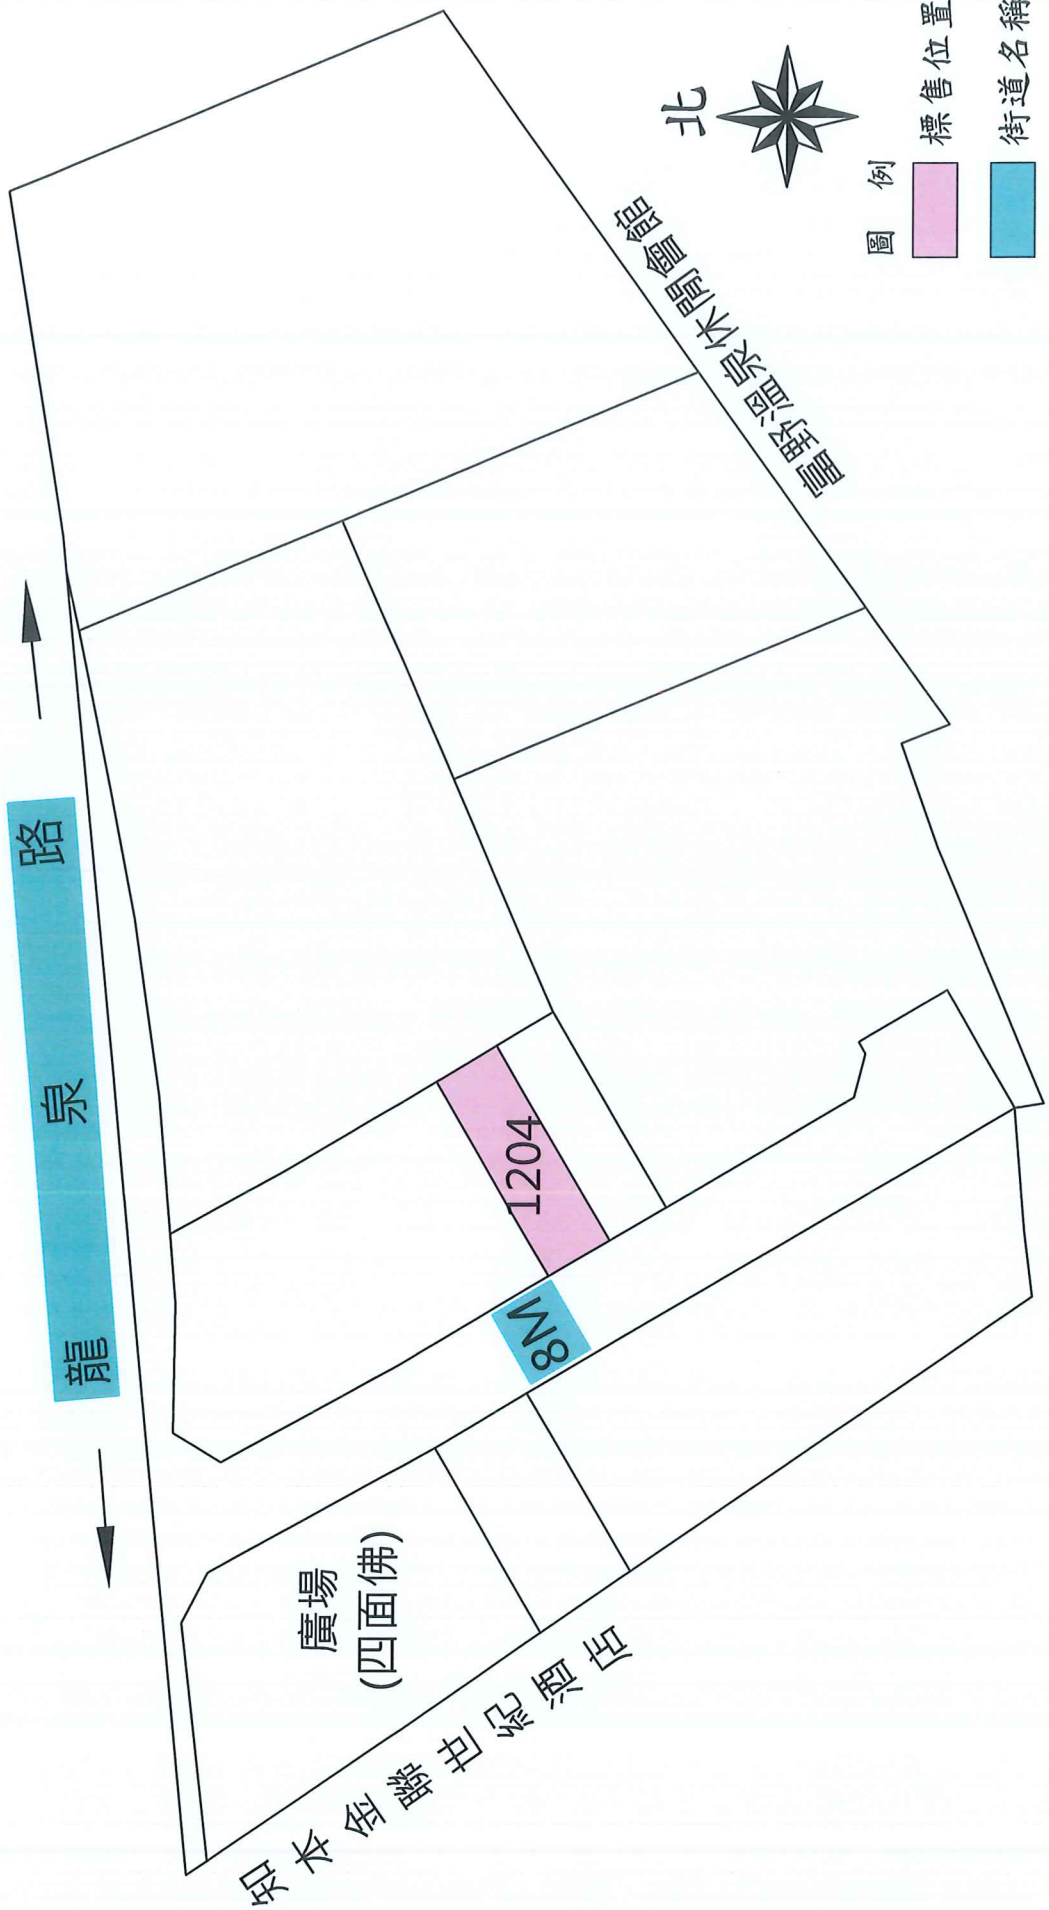 龍泉路
北
圖例
標售位置
街道名稱
富野溫泉休閒會館
1204
8M
廣場
(四面佛)
知本金聯世紀酒店